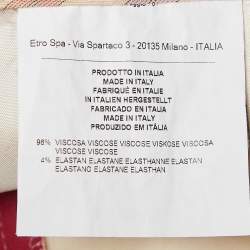 Etro Spa - Via Spartaco 3 - 20135 Milano - ITALIA
PRODOTTO IN ITALIA
MADE IN ITALY
FABRIQUÉ EN ITALIE
IN ITALIEN HERGESTELLT
FABRICADO EN ITALIA
MADE IN ITALY
PRODUZIDO EM ITÁLIA
96% VISCOSA VISCOSE VISCOSE VISKOSE VISCOSA
VISCOSE VISCOSE
4% ELASTAN ELASTANE ELASTHANNE ELASTAN
ELASTANO ELASTANE ELASTHAN